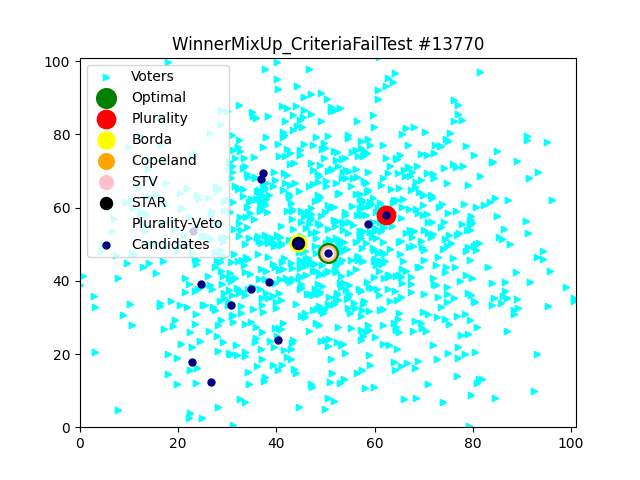 WinnerMixUp_CriteriaFailTest #13770
Voters
Optimal
Plurality
Borda
Copeland
STV
STAR
Plurality-Veto
Candidates
100
80
60
40
20
0
0 20 40 60 80 100